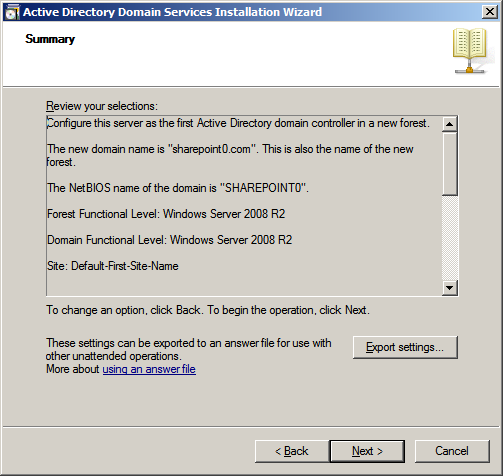 Active Directory Domain Services Installation Wizard
Summary
Review your selections:
Configure this server as the first Active Directory domain controller in a new forest.
The new domain name is "sharepoint0.com". This is also the name of the new
forest.
The NetBIOS name of the domain is "SHAREPOINT0".
Forest Functional Level: Windows Server 2008 R2
Domain Functional Level: Windows Server 2008 R2
Site: Default-First-Site-Name
To change an option, click Back. To begin the operation, click Next.
These settings can be exported to an answer file for use with
other unattended operations.
More about using an answer file
Export settings...
< Back
Next >
Cancel